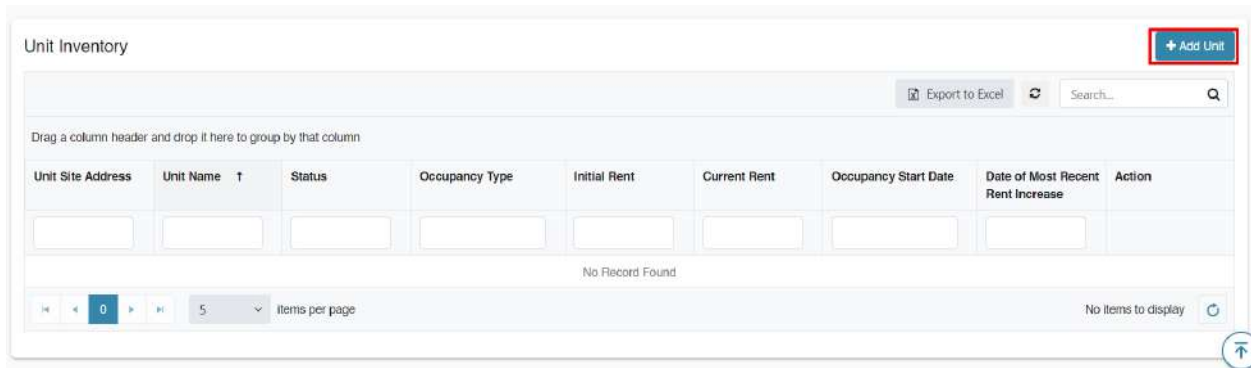 Unit Inventory
+ Add Unit
Export to Excel
Search...
Drag a column header and drop it here to group by that column
Unit Site Address Unit Name ↑ Status Occupancy Type Initial Rent Current Rent Occupancy Start Date Date of Most Recent Rent Increase Action
No Record Found
0 5 items per page No items to display